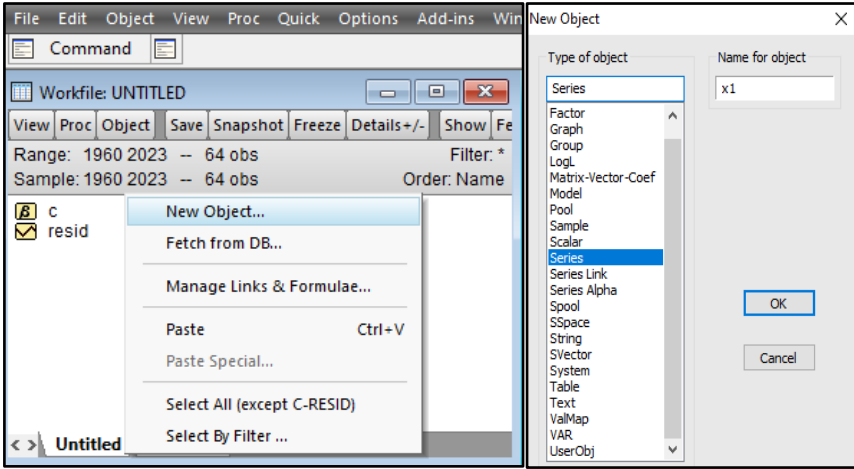 File Edit Object View Proc Quick Options Add-ins Win
Command
Workfile: UNTITLED
View Proc Object Save Snapshot Freeze Details+/- Show Fe
Range: 1960 2023 -- 64 obs Filter: *
Sample: 1960 2023 -- 64 obs Order: Name
c
resid
New Object...
Fetch from DB...
Manage Links & Formulae...
Paste Ctrl+V
Paste Special...
Select All (except C-RESID)
Select By Filter ...
Untitled
New Object
Type of object
Name for object
Series
x1
Factor
Graph
Group
LogL
Matrix-Vector-Coef
Model
Pool
Sample
Scalar
Series
Series Link
Series Alpha
Spool
SSpace
String
SVector
System
Table
Text
ValMap
VAR
UserObj
OK
Cancel